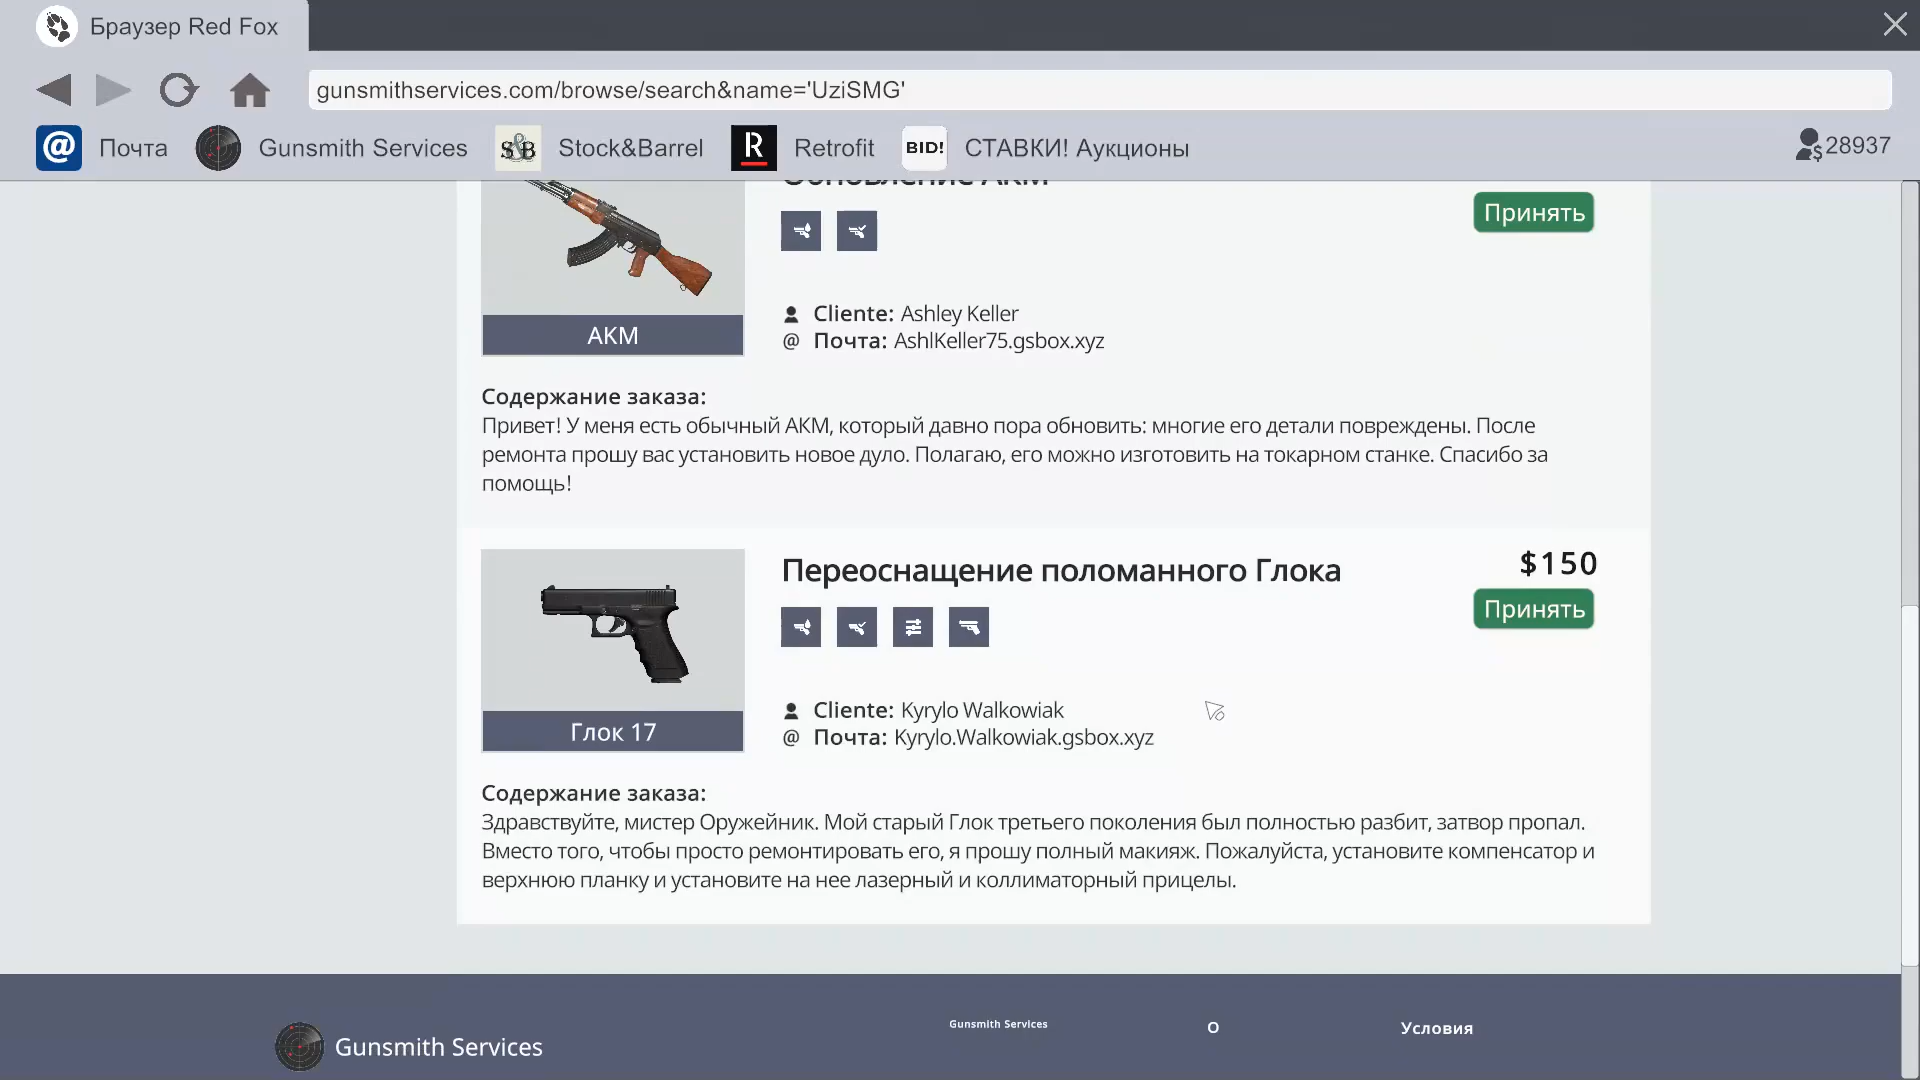 Браузер Red Fox
gunsmithservices.com/browse/search&name='UziSMG'
@ Почта Gunsmith Services S&B Stock&Barrel R Retrofit BID! СТАВКИ! Аукционы 28937
Обновление АКМ
Принять
Cliente: Ashley Keller
@ Почта: AshlKeller75.gsbox.xyz
АКМ
Содержание заказа:
Привет! У меня есть обычный АКМ, который давно пора обновить: многие его детали повреждены. После
ремонта прошу вас установить новое дуло. Полагаю, его можно изготовить на токарном станке. Спасибо за
помощь!
Переоснащение поломанного Глока
$150
Принять
Cliente: Kyrylo Walkowiak
@ Почта: Kyrylo.Walkowiak.gsbox.xyz
Глок 17
Содержание заказа:
Здравствуйте, мистер Оружейник. Мой старый Глок третьего поколения был полностью разбит, затвор пропал.
Вместо того, чтобы просто ремонтировать его, я прошу полный макияж. Пожалуйста, установите компенсатор и
верхнюю планку и установите на нее лазерный и коллиматорный прицелы.
Gunsmith Services
Gunsmith Services
О
Условия